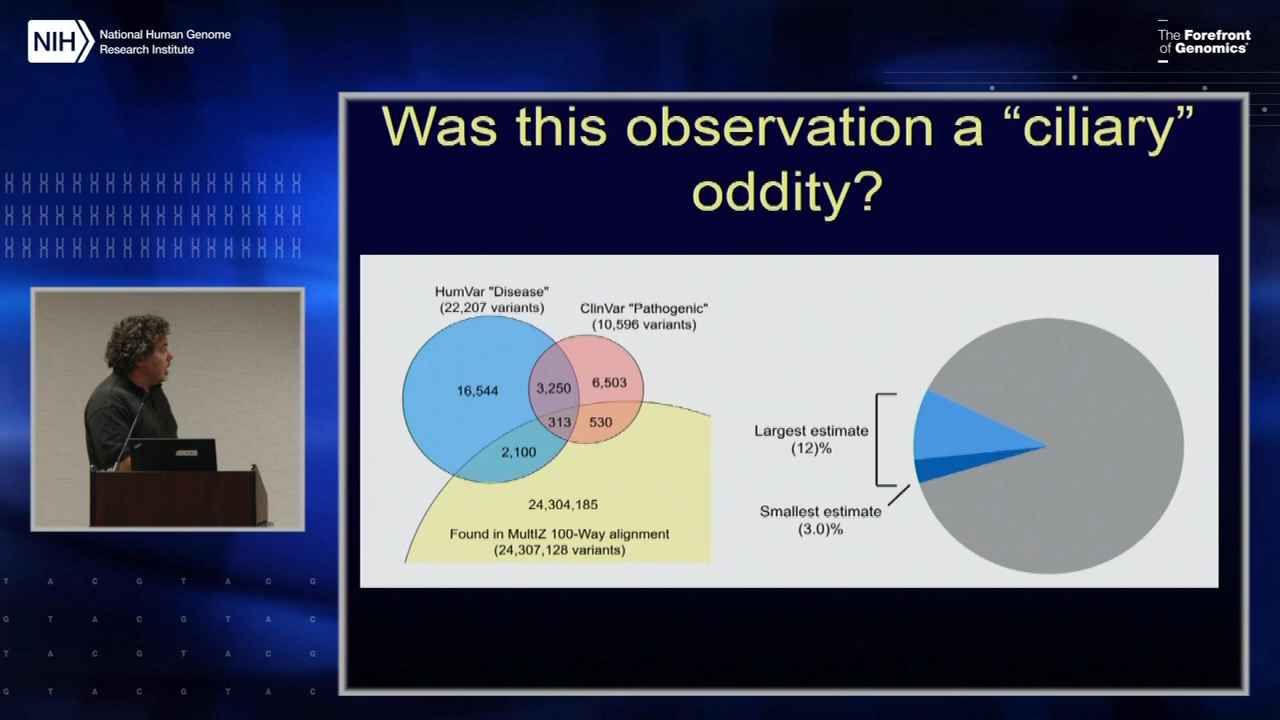 NIH
National Human Genome
Research Institute
The Forefront
of Genomics®
Was this observation a “ciliary”
oddity?
HumVar "Disease"
(22,207 variants)
ClinVar "Pathogenic"
(10,596 variants)
16,544
3,250
6,503
313
530
2,100
24,304,185
Found in MultIZ 100-Way alignment
(24,307,128 variants)
Largest estimate
(12)%
Smallest estimate
(3.0)%
T A C G T A C G
G T A C G T A C
T A C G T A C G
G T A C G T A C